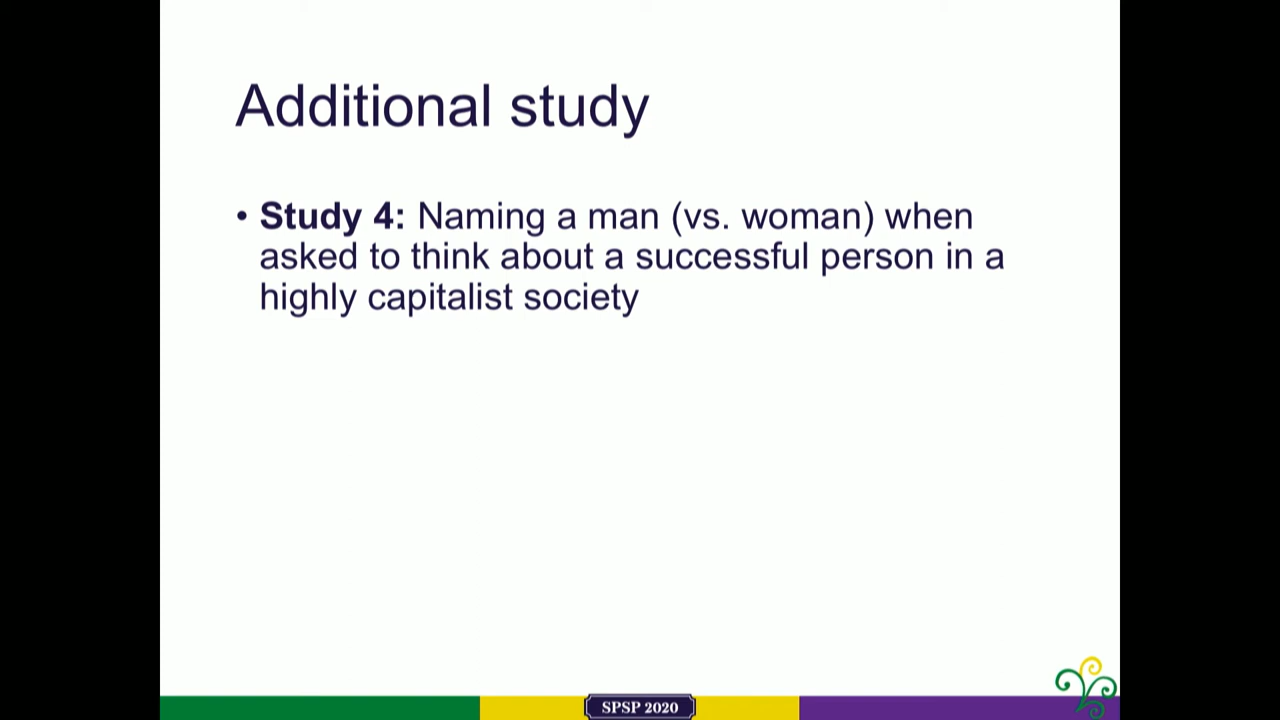 Additional study
• Study 4: Naming a man (vs. woman) when
asked to think about a successful person in a
highly capitalist society
SPSP 2020